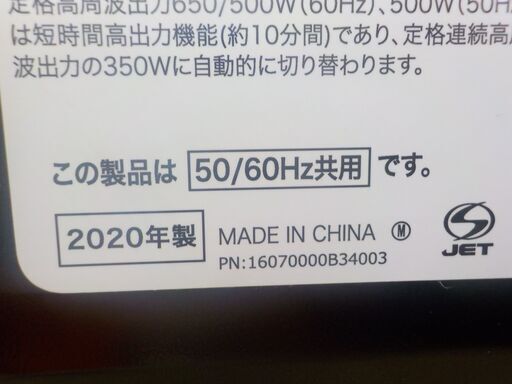 定格高周波出力650/500W(60Hz)、500W(50H
は短時間高出力機能(約10分間)であり、定格連続高
波出力の350Wに自動的に切り替わります。
この製品は 50/60Hz共用 です。
2020年製 MADE IN CHINA Ⓜ
PN:16070000B34003
JET